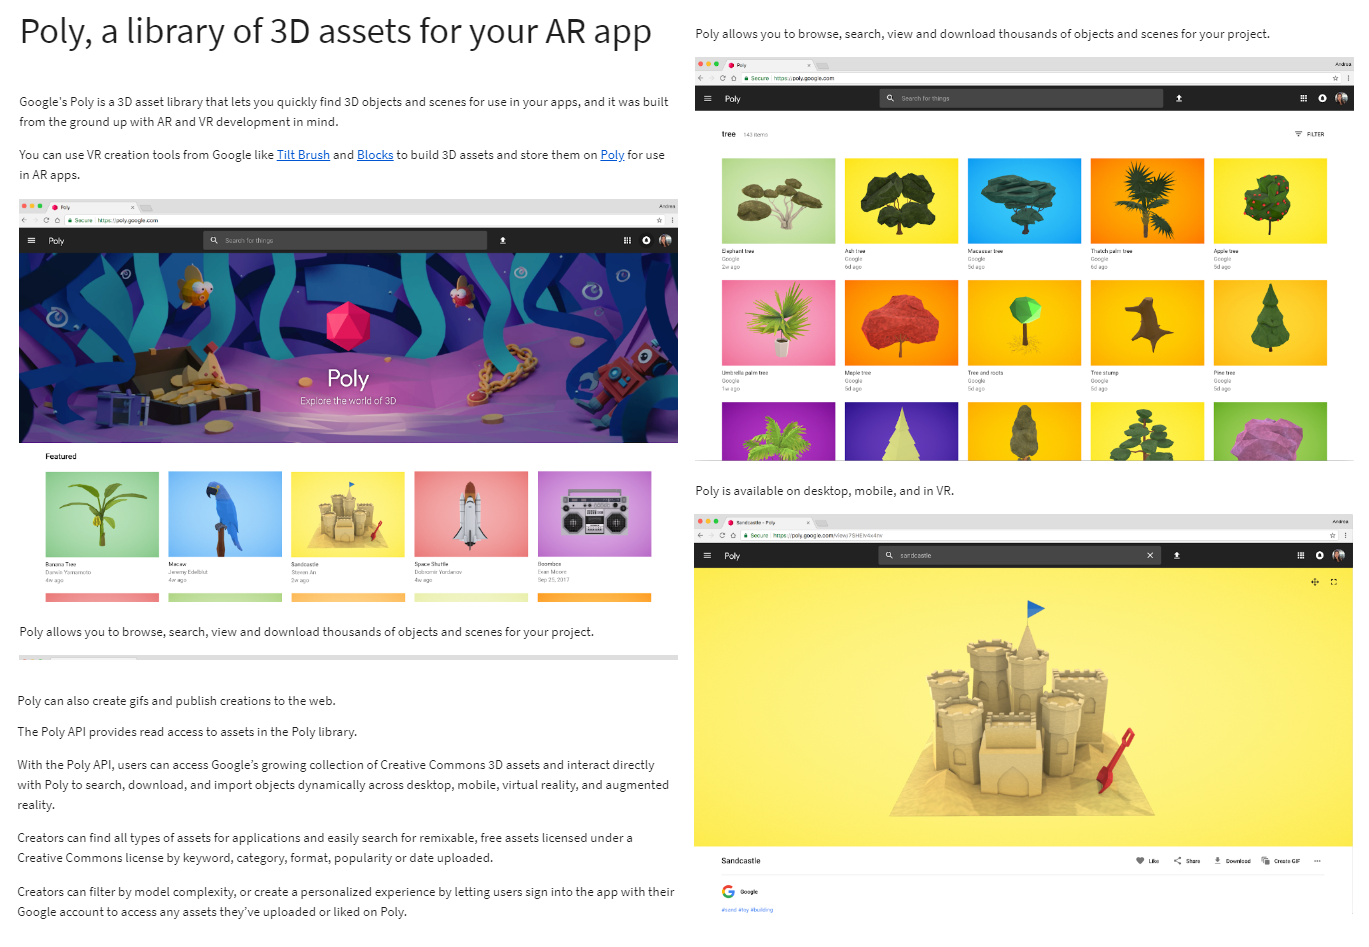 Poly, a library of 3D assets for your AR app
Google's Poly is a 3D asset library that lets you quickly find 3D objects and scenes for use in your apps, and it was built
from the ground up with AR and VR development in mind.
You can use VR creation tools from Google like Tilt Brush and Blocks to build 3D assets and store them on Poly for use
in AR apps.
Poly
Andrea
Secure https://poly.google.com
Poly
Search for things
Poly
Explore the world of 3D
Featured
Banana Tree
4w ago
Macaw
Jeremy Edelblut
4w ago
Sandcastle
2w ago
Space Shuttle
4w ago
Boombox
Sep 25, 2017
Poly allows you to browse, search, view and download thousands of objects and scenes for your project.
Poly can also create gifs and publish creations to the web.
The Poly API provides read access to assets in the Poly library.
With the Poly API, users can access Google's growing collection of Creative Commons 3D assets and interact directly
with Poly to search, download, and import objects dynamically across desktop, mobile, virtual reality, and augmented
reality.
Creators can find all types of assets for applications and easily search for remixable, free assets licensed under a
Creative Commons license by keyword, category, format, popularity or date uploaded.
Creators can filter by model complexity, or create a personalized experience by letting users sign into the app with their
Google account to access any assets they've uploaded or liked on Poly.
Poly allows you to browse, search, view and download thousands of objects and scenes for your project.
Poly
Andrea
Secure https://poly.google.com
Poly
Search for things
tree 143 items
FILTER
Elephant tree
Google
2w ago
Ash tree
Google
6d ago
Macassar tree
Google
5d ago
Thatch palm tree
Google
6d ago
Apple tree
Google
5d ago
Umbrella palm tree
Google
1w ago
Maple tree
Google
5d ago
Tree and roots
Google
5d ago
Tree stump
Google
5d ago
Pine tree
Google
5d ago
Poly is available on desktop, mobile, and in VR.
Sandcastle - Poly
Andrea
Secure https://poly.google.com/view/
Poly
sandcastle
Sandcastle
Like
Share
Download
Create GIF
Google
#sand #toy #building